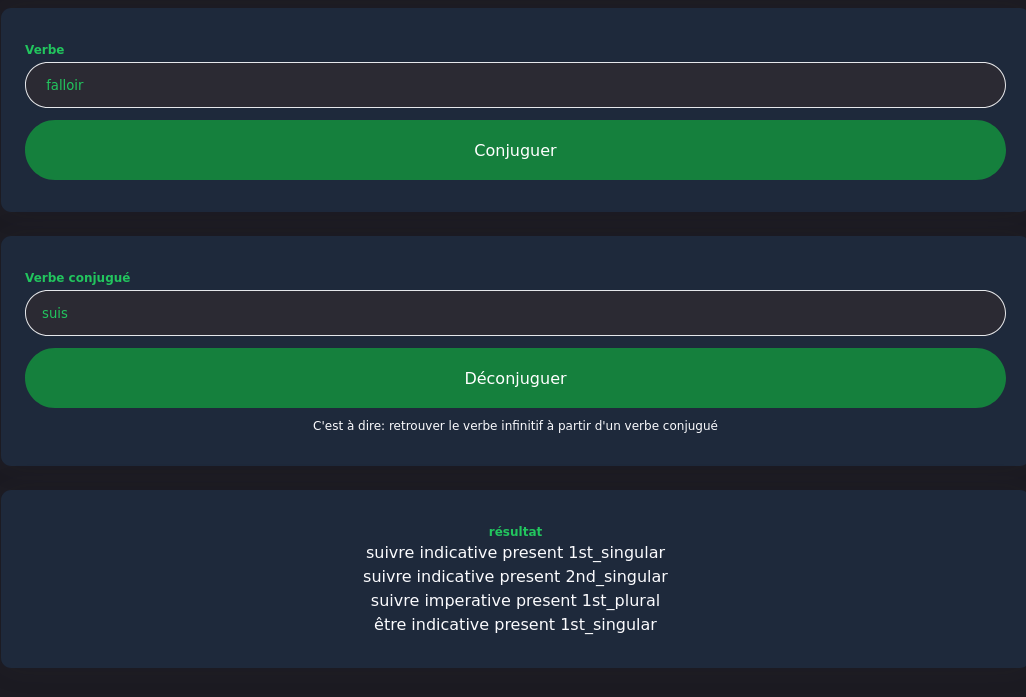 Verbe
falloir
Conjuguer
Verbe conjugué
suis
Déconjuguer
C'est à dire: retrouver le verbe infinitif à partir d'un verbe conjugué
résultat
suivre indicative present 1st_singular
suivre indicative present 2nd_singular
suivre imperative present 1st_plural
être indicative present 1st_singular